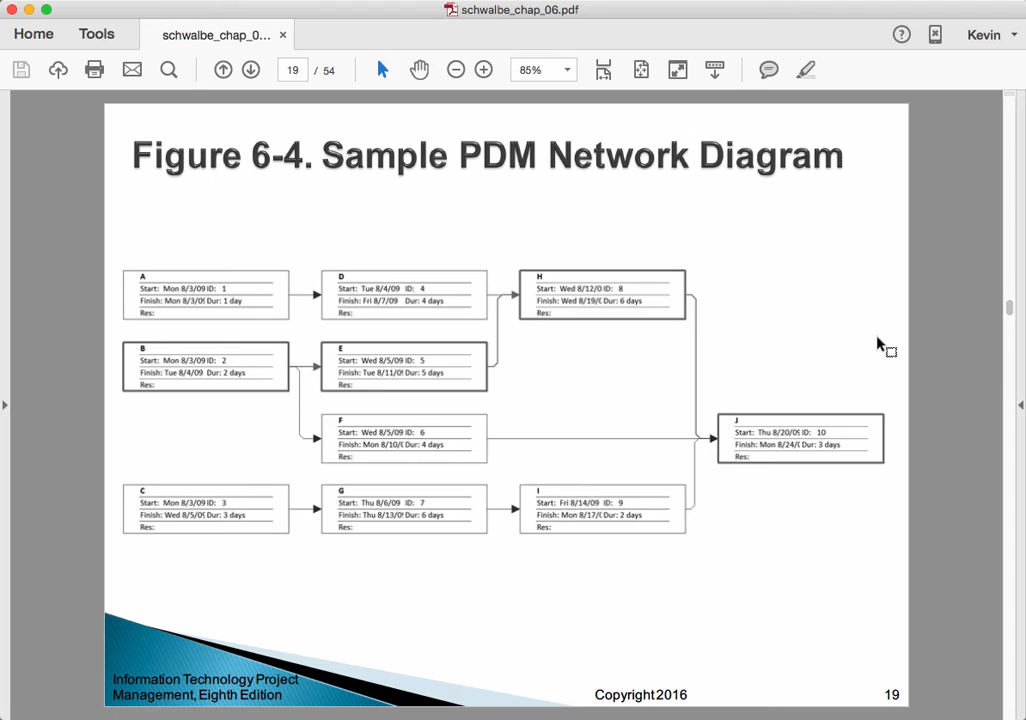 schwalbe_chap_06.pdf
Home Tools schwalbe_chap_0... × Kevin
19 / 54 85%
Figure 6-4. Sample PDM Network Diagram
A
Start: Mon 8/3/09 ID: 1
Finish: Mon 8/3/0 Dur: 1 day
Res:
D
Start: Tue 8/4/09 ID: 4
Finish: Fri 8/7/09 Dur: 4 days
Res:
H
Start: Wed 8/12/0 ID: 8
Finish: Wed 8/19/( Dur: 6 days
Res:
B
Start: Mon 8/3/09 ID: 2
Finish: Tue 8/4/09 Dur: 2 days
Res:
E
Start: Wed 8/5/09 ID: 5
Finish: Tue 8/11/0 Dur: 5 days
Res:
F
Start: Wed 8/5/09 ID: 6
Finish: Mon 8/10/( Dur: 4 days
Res:
J
Start: Thu 8/20/0 ID: 10
Finish: Mon 8/24/( Dur: 3 days
Res:
C
Start: Mon 8/3/09 ID: 3
Finish: Wed 8/5/0 Dur: 3 days
Res:
G
Start: Thu 8/6/09 ID: 7
Finish: Thu 8/13/0 Dur: 6 days
Res:
I
Start: Fri 8/14/09 ID: 9
Finish: Mon 8/17/( Dur: 2 days
Res:
Information Technology Project
Management, Eighth Edition
Copyright 2016
19